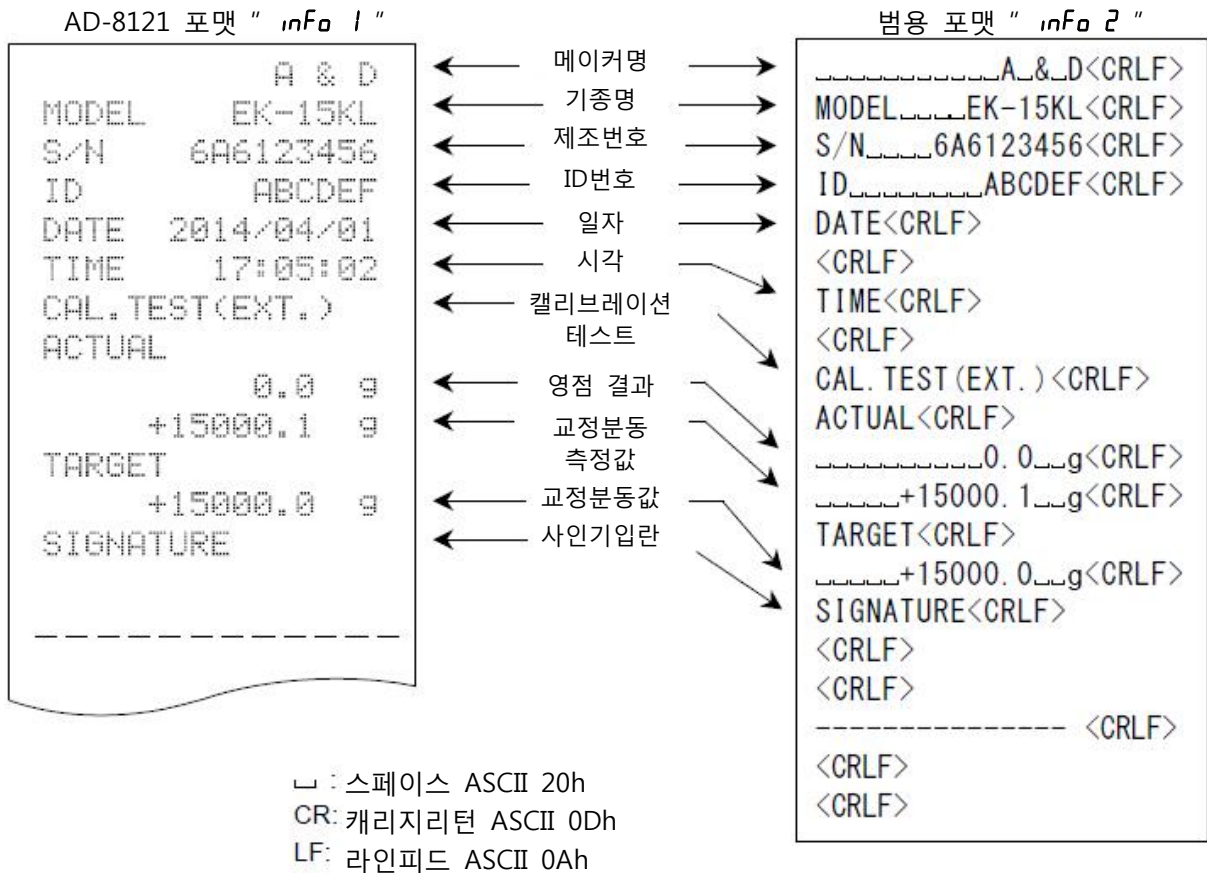 AD-8121 포맷 " info 1 "
A & D
MODEL EK-15KL
S/N 6A6123456
ID ABCDEF
DATE 2014/04/01
TIME 17:05:02
CAL.TEST(EXT.)
ACTUAL
0.0 g
+15000.1 g
TARGET
+15000.0 g
SIGNATURE
메이커명
기종명
제조번호
ID번호
일자
시각
캘리브레이션
테스트
영점 결과
교정분동
측정값
교정분동값
사인기입란
범용 포맷 " info 2 "
␣␣␣␣␣␣␣␣␣␣␣A␣&␣D<CRLF>
MODEL␣␣␣␣EK-15KL<CRLF>
S/N␣␣␣␣6A6123456<CRLF>
ID␣␣␣␣␣␣␣␣ABCDEF<CRLF>
DATE<CRLF>
<CRLF>
TIME<CRLF>
<CRLF>
CAL.TEST(EXT.)<CRLF>
ACTUAL<CRLF>
␣␣␣␣␣␣␣␣␣␣0.0␣␣g<CRLF>
␣␣␣␣␣+15000.1␣␣g<CRLF>
TARGET<CRLF>
␣␣␣␣␣+15000.0␣␣g<CRLF>
SIGNATURE<CRLF>
<CRLF>
<CRLF>
---------------- <CRLF>
<CRLF>
<CRLF>
␣ : 스페이스 ASCII 20h
CR: 캐리지리턴 ASCII 0Dh
LF: 라인피드 ASCII 0Ah